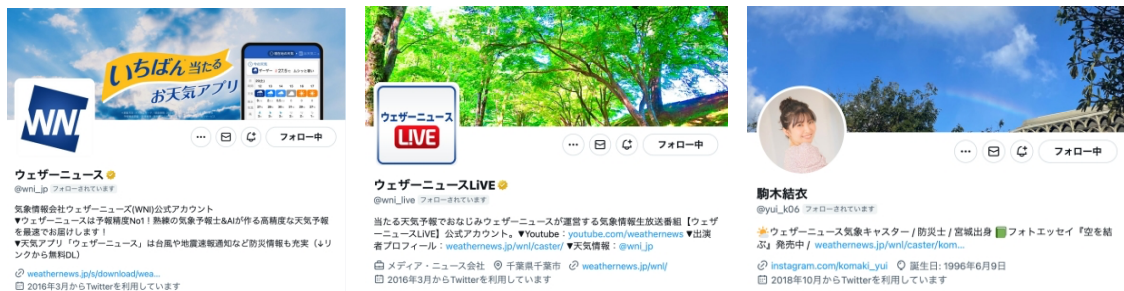 いちばん当たる
お天気アプリ
WNI
フォロー中
ウェザーニュース
@wni_jp フォローされています
気象情報会社ウェザーニューズ(WNI)公式アカウント
▼ウェザーニュースは予報精度No1！熟練の気象予報士&AIが作る高精度な天気予報
を最速でお届けします！
▼天気アプリ「ウェザーニュース」は台風や地震速報通知など防災情報も充実（↓リ
ンクから無料DL）
weathernews.jp/s/download/wea...
2016年3月からTwitterを利用しています
ウェザーニュース
LiVE
フォロー中
ウェザーニュースLiVE
@wni_live フォローされています
当たる天気予報でおなじみウェザーニュースが運営する気象情報生放送番組【ウェザ
ーニュースLiVE】公式アカウント。▼Youtube：youtube.com/weathernews ▼出演
者プロフィール：weathernews.jp/wnl/caster/ ▼天気情報：@wni_jp
メディア・ニュース会社 千葉県千葉市 weathernews.jp/wnl/
2016年3月からTwitterを利用しています
フォロー中
駒木結衣
@yui_k06 フォローされています
☀️ウェザーニュース気象キャスター / 防災士 / 宮城出身 📗フォトエッセイ『空を結
ぶ』発売中 / weathernews.jp/wnl/caster/kom...
instagram.com/komaki_yui 誕生日: 1996年6月9日
2018年10月からTwitterを利用しています